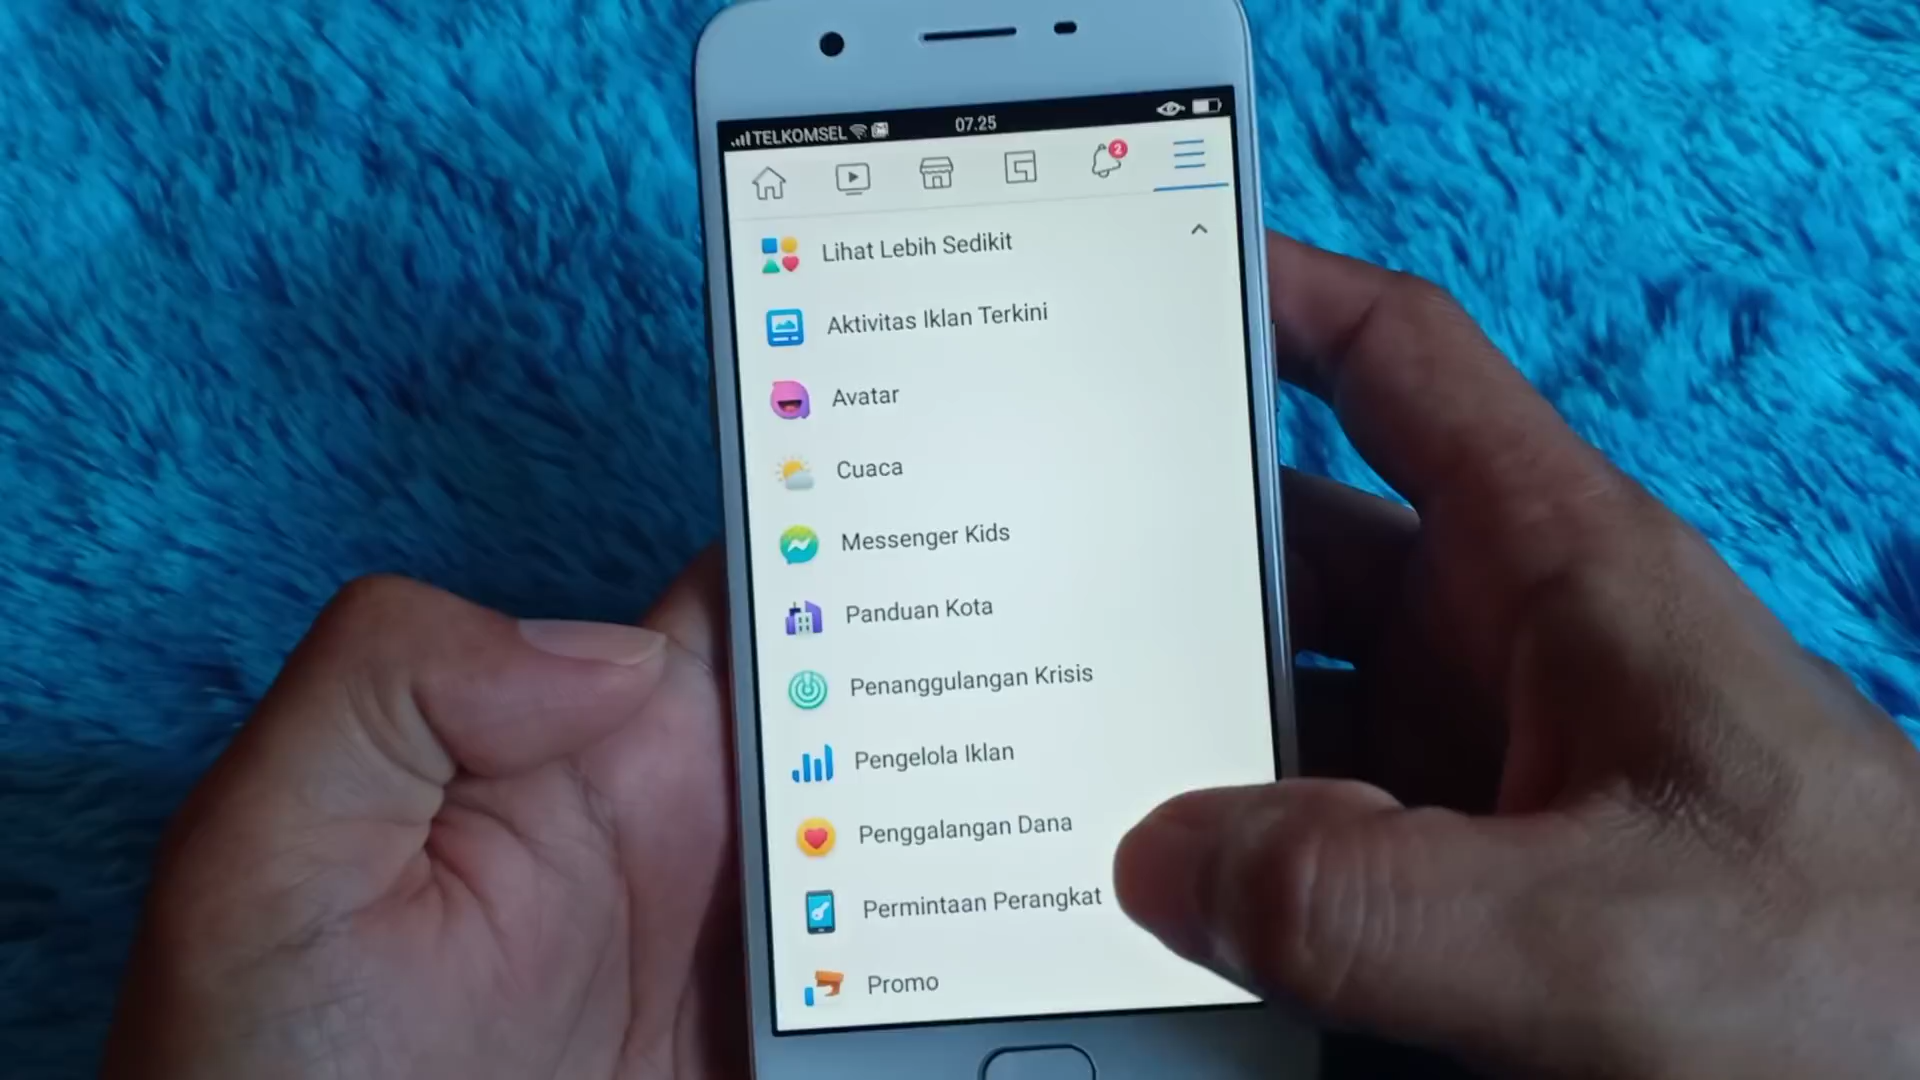 TELKOMSEL 07.25
2
Lihat Lebih Sedikit
Aktivitas Iklan Terkini
Avatar
Cuaca
Messenger Kids
Panduan Kota
Penanggulangan Krisis
Pengelola Iklan
Penggalangan Dana
Permintaan Perangkat
Promo